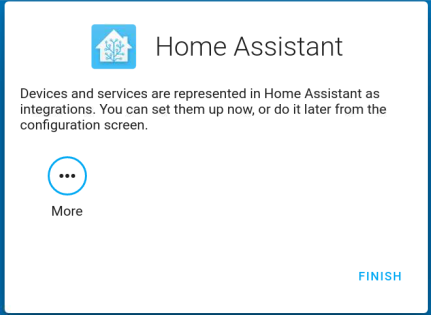 Home Assistant
Devices and services are represented in Home Assistant as
integrations. You can set them up now, or do it later from the
configuration screen.
More
FINISH